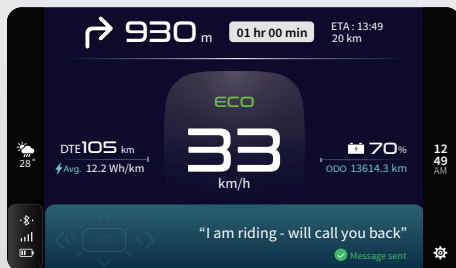 930 m
01 hr 00 min
ETA : 13:49
20 km
ECO
33
km/h
DTE 105 km
Avg. 12.2 Wh/km
70%
ODO 13614.3 km
28°
12
49
AM
“I am riding - will call you back”
Message sent